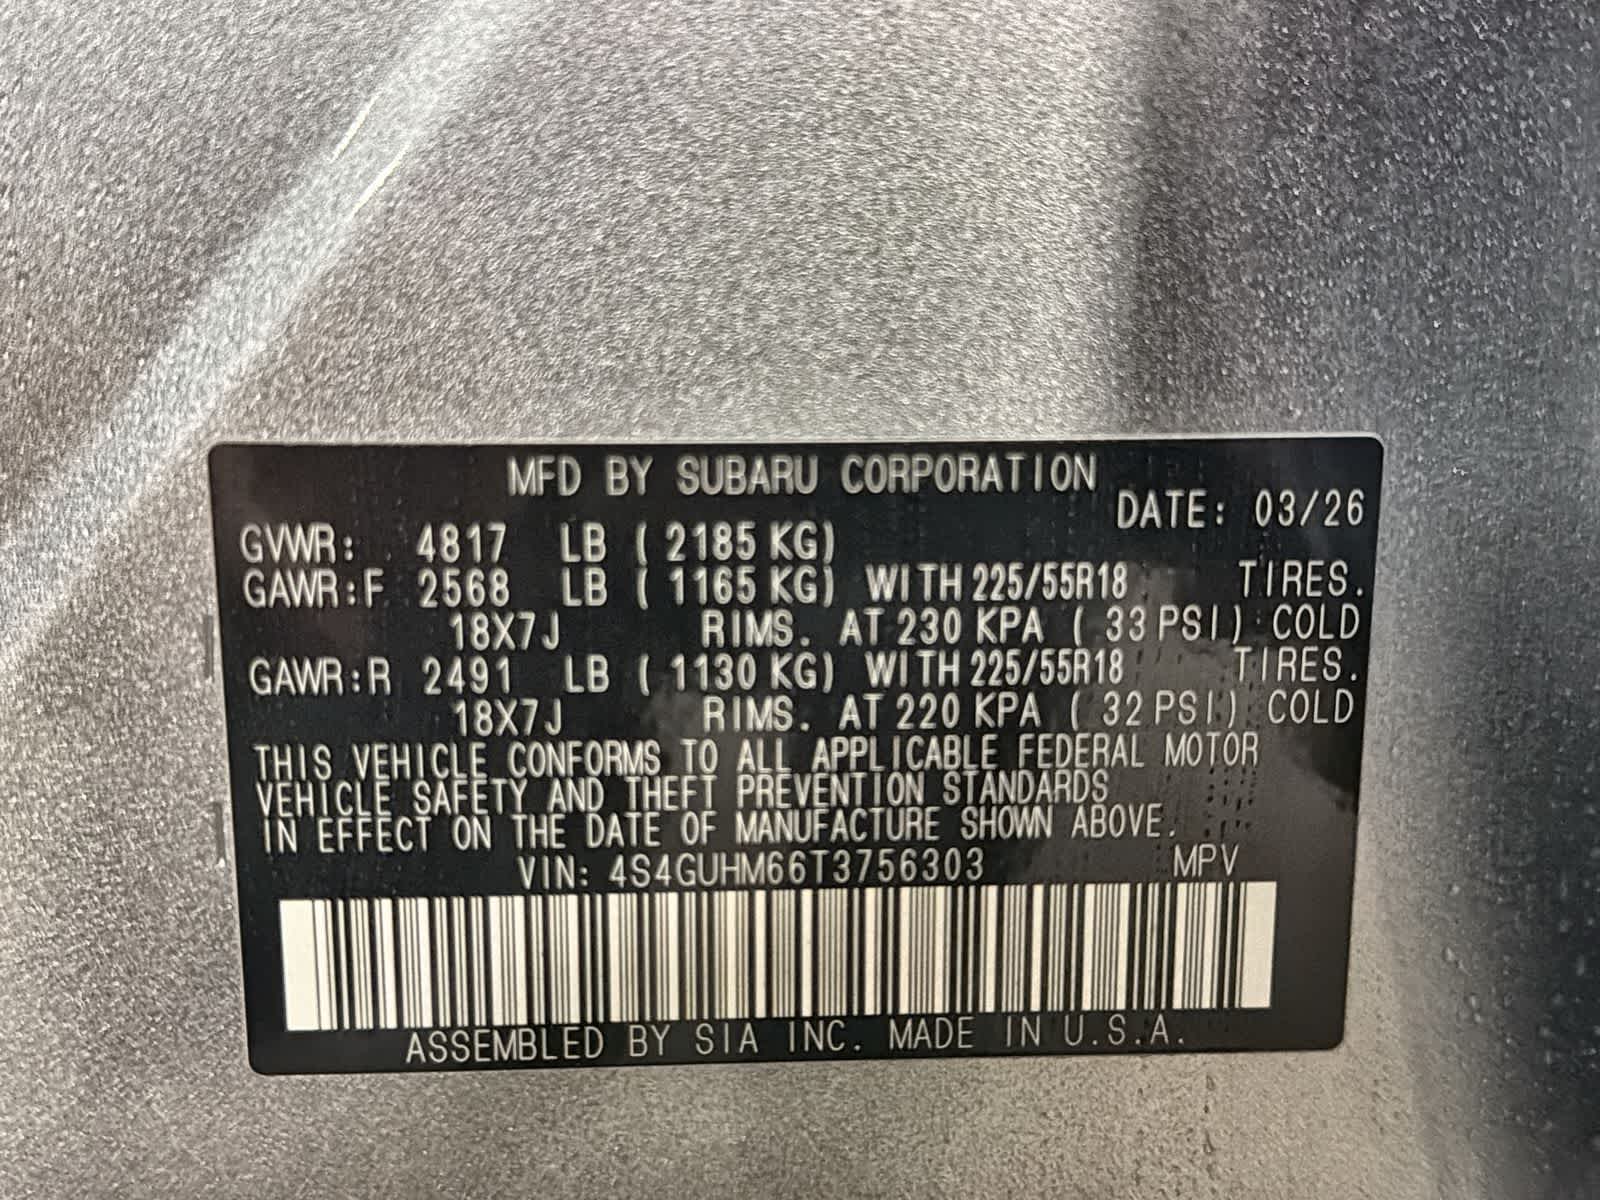 MFD BY SUBARU CORPORATION
DATE: 03/26
GVWR: 4817 LB ( 2185 KG)
GAWR:F 2568 LB ( 1165 KG) WITH 225/55R18 TIRES.
18X7J RIMS. AT 230 KPA ( 33 PSI) COLD
GAWR:R 2491 LB ( 1130 KG) WITH 225/55R18 TIRES.
18X7J RIMS. AT 220 KPA ( 32 PSI) COLD
THIS VEHICLE CONFORMS TO ALL APPLICABLE FEDERAL MOTOR
VEHICLE SAFETY AND THEFT PREVENTION STANDARDS
IN EFFECT ON THE DATE OF MANUFACTURE SHOWN ABOVE.
VIN: 4S4GUHM66T3756303 MPV
ASSEMBLED BY SIA INC. MADE IN U.S.A.